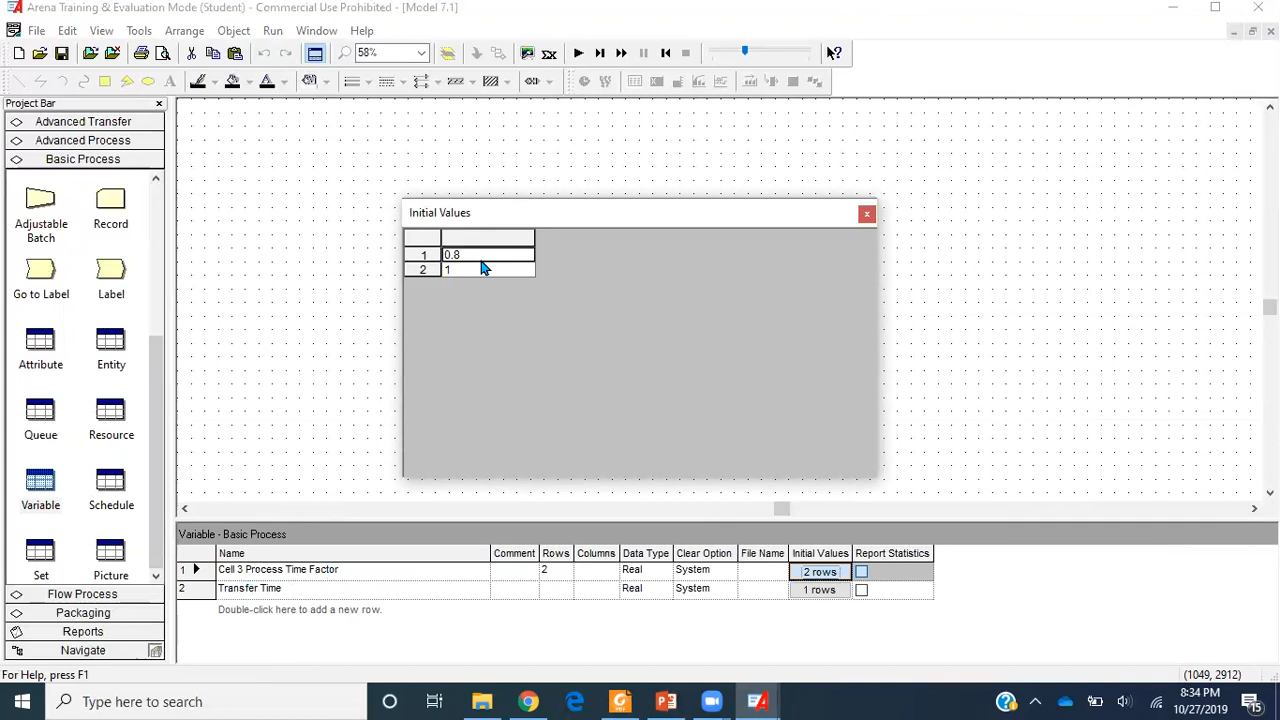 Arena Training & Evaluation Mode (Student) - Commercial Use Prohibited - [Model 7.1]
File Edit View Tools Arrange Object Run Window Help
58%
Project Bar
Advanced Transfer
Advanced Process
Basic Process
Adjustable Batch
Record
Go to Label
Label
Attribute
Entity
Queue
Resource
Variable
Schedule
Set
Picture
Flow Process
Packaging
Reports
Navigate
Initial Values
1 0.8
2 1
Variable - Basic Process
Name Comment Rows Columns Data Type Clear Option File Name Initial Values Report Statistics
1 Cell 3 Process Time Factor 2 Real System 2 rows
2 Transfer Time Real System 1 rows
Double-click here to add a new row.
For Help, press F1
(1049, 2912)
Type here to search
8:34 PM
10/27/2019
15